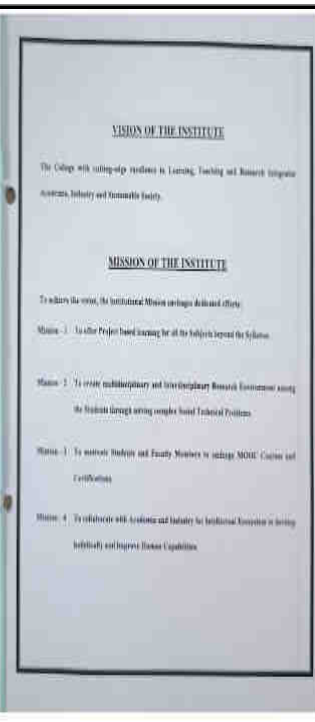 VISION OF THE INSTITUTE
The College with cutting-edge excellence in Learning, Teaching and Research Integrates
Academia, Industry and Sustainable Society.
MISSION OF THE INSTITUTE
To achieve the vision, the Institutional Mission envisages dedicated efforts:
Mission - 1 To offer Project based learning for all the Subjects beyond the Syllabus.
Mission - 2 To create multidisciplinary and Interdisciplinary Research Environment among
the Students through solving complex Technical Problems
Mission - 3 To motivate Students and Faculty Members to undergo MOOC Courses and
Certifications
Mission - 4 To collaborate with Academia and Industry for Intellectual Ecosystem
holistically and Improve Human Capabilities.